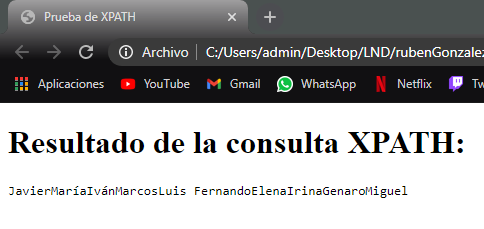 Prueba de XPATH
Archivo | C:/Users/admin/Desktop/LND/rubenGonzalez
Aplicaciones YouTube Gmail WhatsApp Netflix Tw
Resultado de la consulta XPATH:
JavierMaríaIvánMarcosLuis FernandoElenaIrinaGenaroMiguel